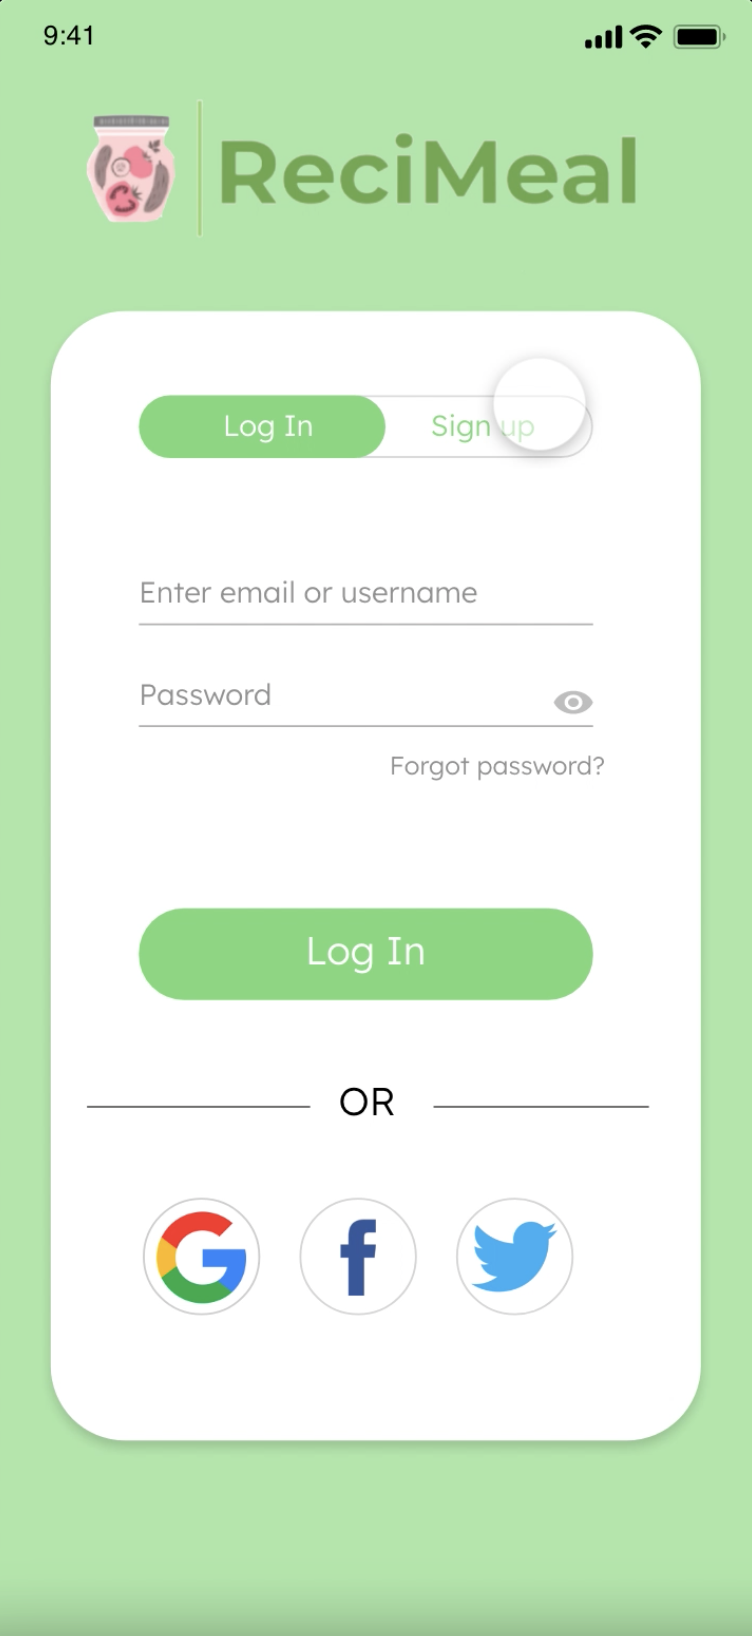 9:41
ReciMeal
Log In
Sign up
Enter email or username
Password
Forgot password?
Log In
OR